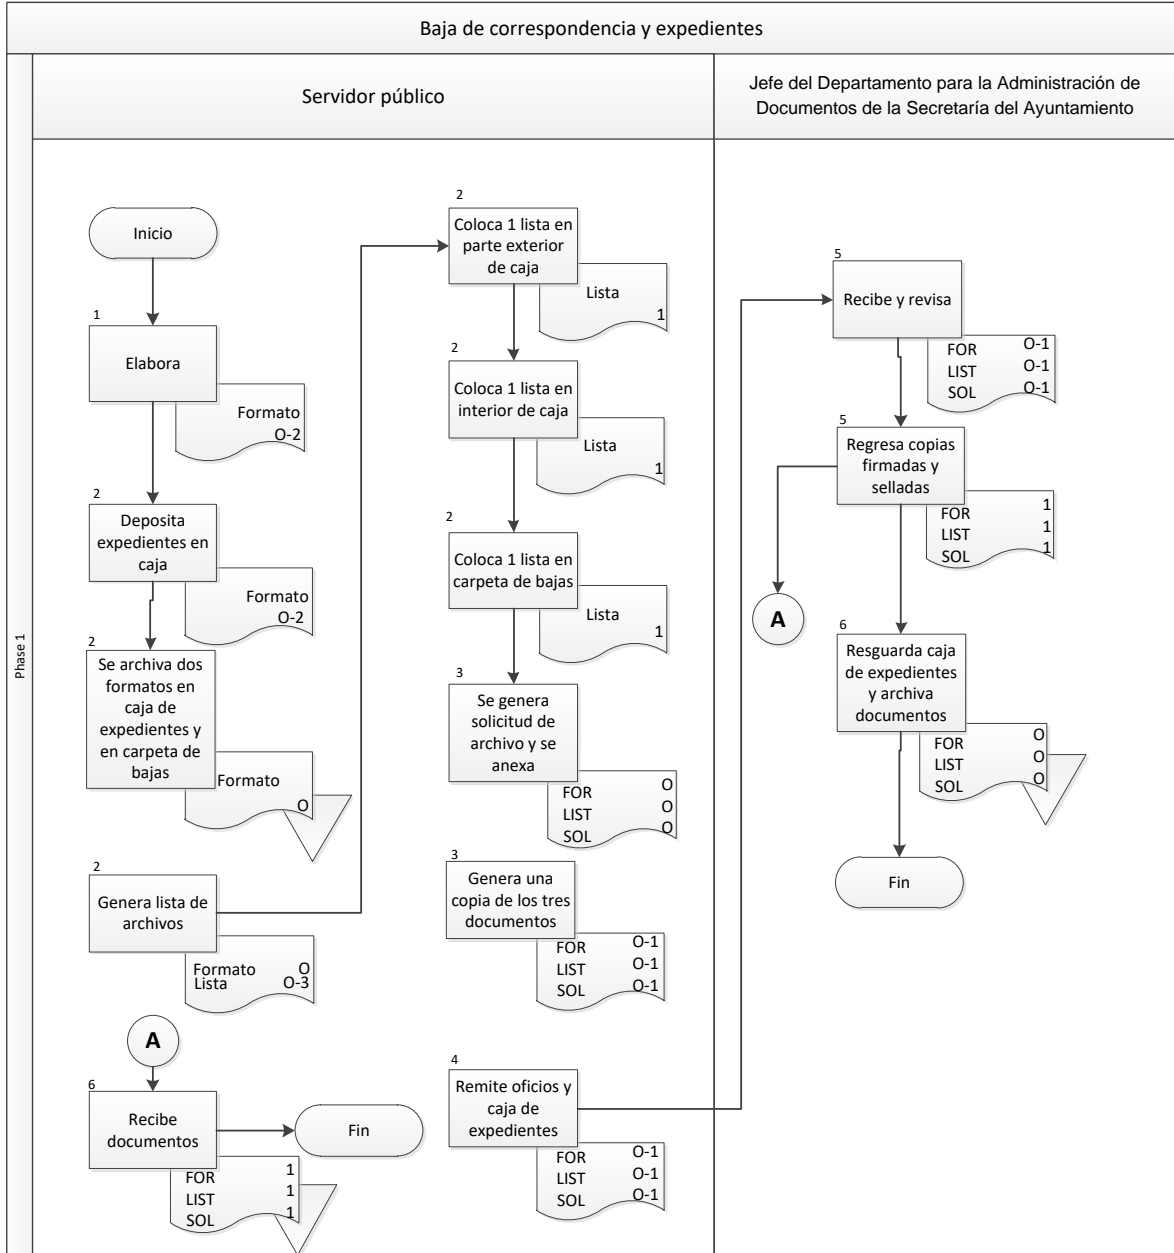 Baja de correspondencia y expedientes
Phase 1
Servidor público
Jefe del Departamento para la Administración de
Documentos de la Secretaría del Ayuntamiento
Inicio
1
Elabora
Formato
O-2
2
Deposita
expedientes en
caja
Formato
O-2
2
Se archiva dos
formatos en
caja de
expedientes y
en carpeta de
bajas
Formato
O
2
Genera lista de
archivos
Formato O
Lista O-3
A
6
Recibe
documentos
FOR 1
LIST 1
SOL 1
Fin
2
Coloca 1 lista en
parte exterior
de caja
Lista
1
2
Coloca 1 lista en
interior de caja
Lista
1
2
Coloca 1 lista en
carpeta de bajas
Lista
1
3
Se genera
solicitud de
archivo y se
anexa
FOR O
LIST O
SOL O
3
Genera una
copia de los tres
documentos
FOR O-1
LIST O-1
SOL O-1
4
Remite oficios y
caja de
expedientes
FOR O-1
LIST O-1
SOL O-1
5
Recibe y revisa
FOR O-1
LIST O-1
SOL O-1
5
Regresa copias
firmadas y
selladas
FOR 1
LIST 1
SOL 1
A
6
Resguarda caja
de expedientes
y archiva
documentos
FOR O
LIST O
SOL O
Fin